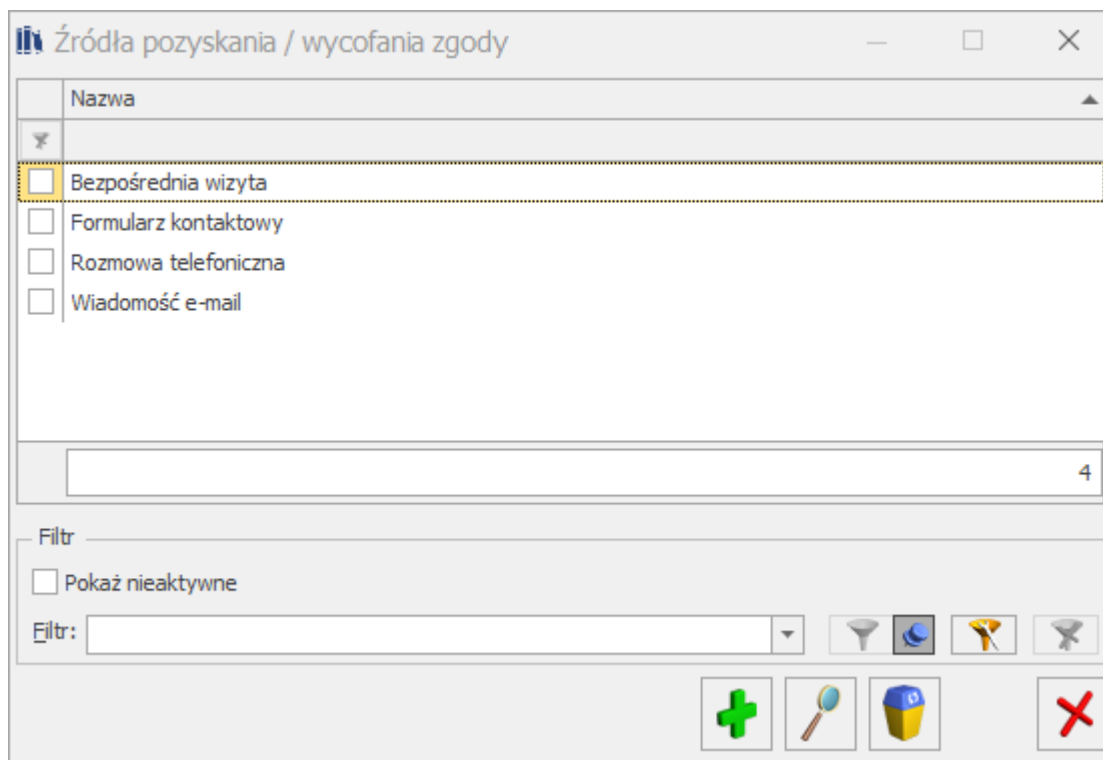 Źródła pozyskania / wycofania zgody
Nazwa
Bezpośrednia wizyta
Formularz kontaktowy
Rozmowa telefoniczna
Wiadomość e-mail
4
Filtr
Pokaż nieaktywne
Filtr: